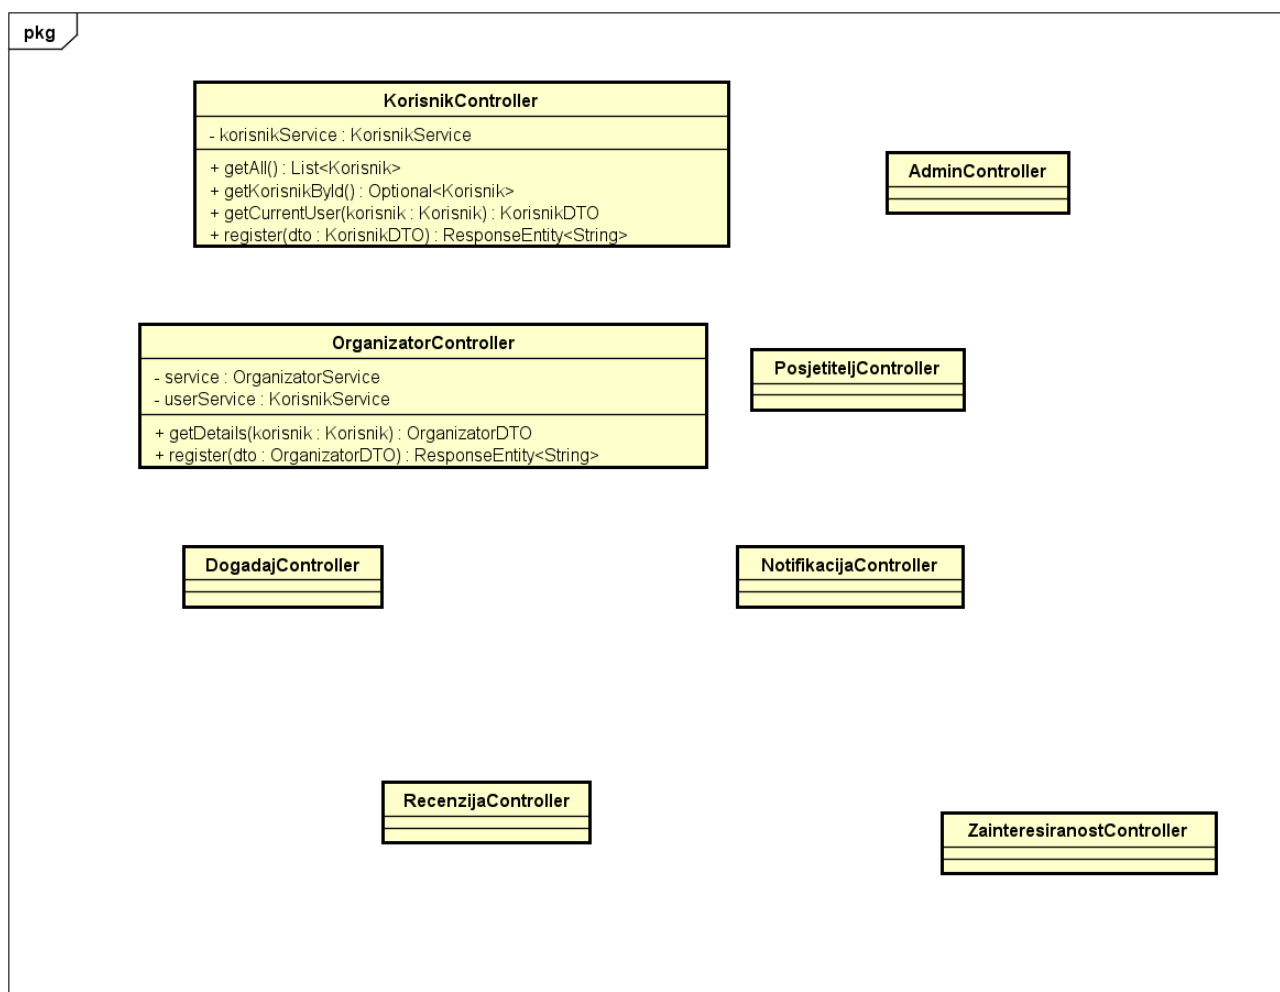 pkg
KorisnikController
- korisnikService : KorisnikService
+ getAll() : List<Korisnik>
+ getKorisnikById() : Optional<Korisnik>
+ getCurrentUser(korisnik : Korisnik) : KorisnikDTO
+ register(dto : KorisnikDTO) : ResponseEntity<String>
AdminController
OrganizatorController
- service : OrganizatorService
- userService : KorisnikService
+ getDetails(korisnik : Korisnik) : OrganizatorDTO
+ register(dto : OrganizatorDTO) : ResponseEntity<String>
PosjetiteljController
DogadajController
NotifikacijaController
RecenzijaController
ZainteresiranostController